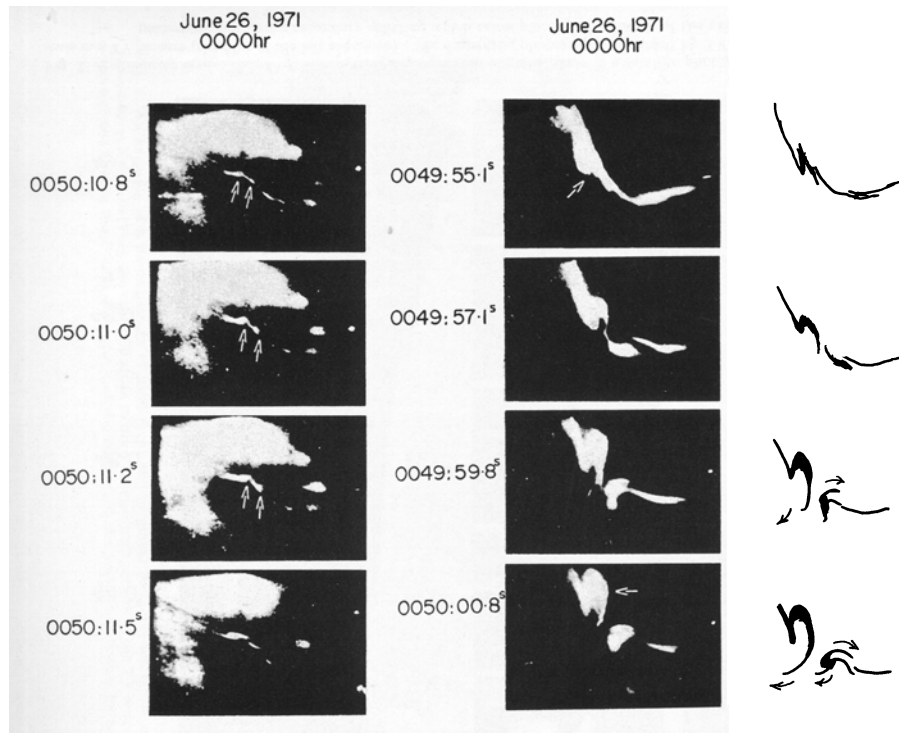 June 26, 1971
0000hr
0050:10·8s
0050:11·0s
0050:11·2s
0050:11·5s
June 26, 1971
0000hr
0049:55·1s
0049:57·1s
0049:59·8s
0050:00·8s